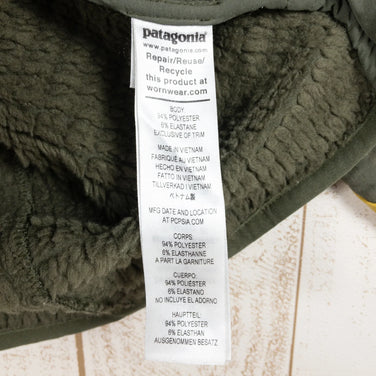 patagonia®
www.patagonia.com
Repair/Reuse/
Recycle
this product at
wornwear.com
BODY:
94% POLYESTER
6% ELASTANE
EXCLUSIVE OF TRIM
MADE IN VIETNAM
FABRIQUÉ AU VIETNAM
HECHO EN VIETNAM
FATTO IN VIETNAM
TILLVERKAD I VIETNAM
ベトナム製
MFG DATE AND LOCATION
AT PCPSIA.COM
CORPS:
94% POLYESTER
6% ELASTHANNE
A PART LA GARNITURE
CUERPO:
94% POLIESTER
6% ELASTANO
NO INCLUYE EL ADORNO
HAUPTTEIL:
94% POLYESTER
6% ELASTHAN
AUSGENOMMEN BESATZ